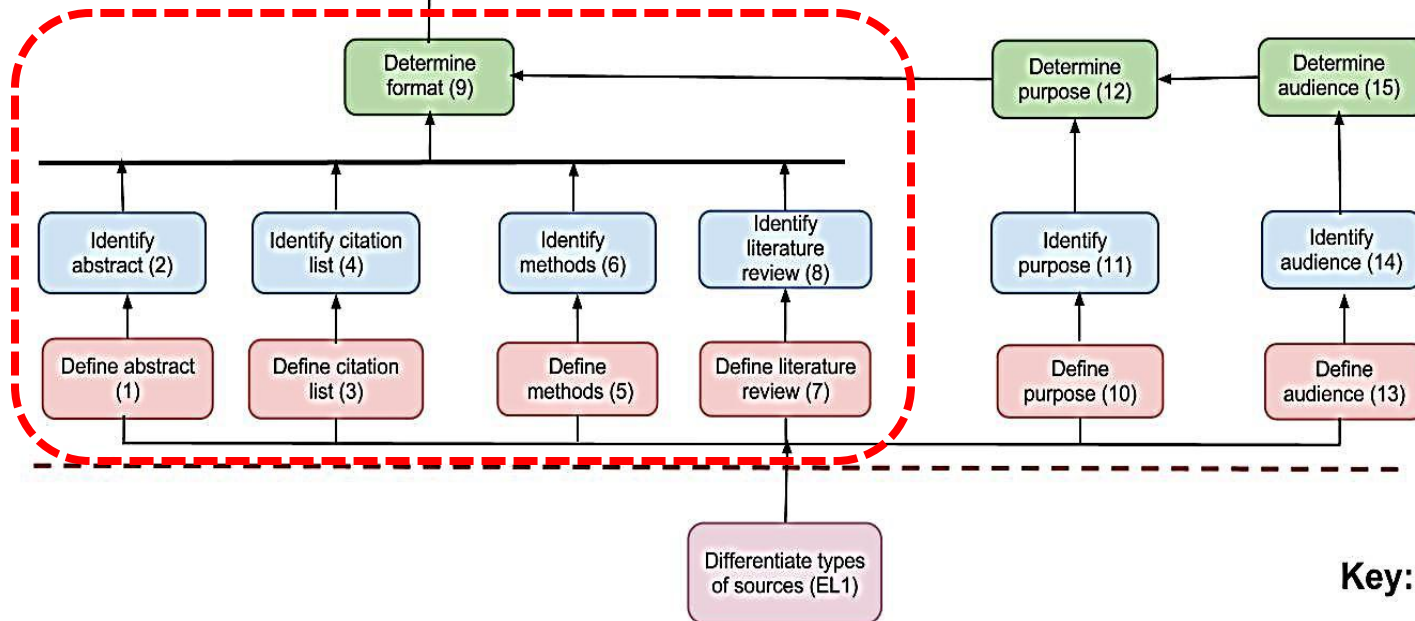 Determine
format (9)
Determine
purpose (12)
Determine
audience (15)
Identify
abstract (2)
Identify citation
list (4)
Identify
methods (6)
Identify
literature
review (8)
Identify
purpose (11)
Identify
audience (14)
Define abstract
(1)
Define citation
list (3)
Define
methods (5)
Define literature
review (7)
Define
purpose (10)
Define
audience (13)
Differentiate types
of sources (EL1)
Key: